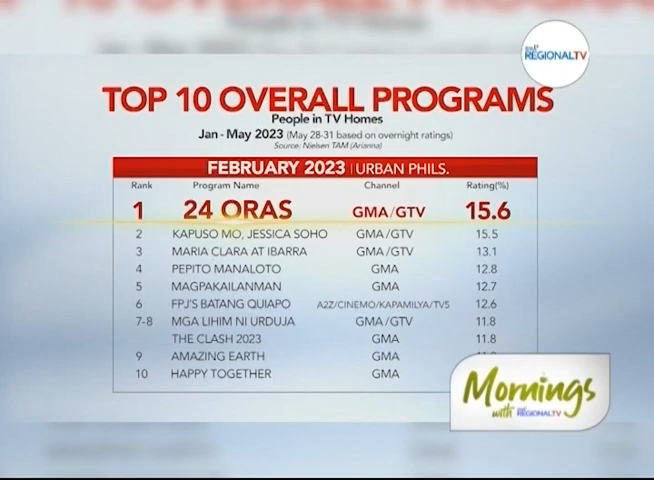 GMA REGIONALTV
TOP 10 OVERALL PROGRAMS
People in TV Homes
Jan - May 2023 (May 28-31 based on overnight ratings)
Source: Nielsen TAM (Arianna)
FEBRUARY 2023 | URBAN PHILS.
Rank Program Name Channel Rating(%)
1 24 ORAS GMA/GTV 15.6
2 KAPUSO MO, JESSICA SOHO GMA/GTV 15.5
3 MARIA CLARA AT IBARRA GMA/GTV 13.1
4 PEPITO MANALOTO GMA 12.8
5 MAGPAKAILANMAN GMA 12.7
6 FPJ'S BATANG QUIAPO A2Z/CINEMO/KAPAMILYA/TV5 12.6
7-8 MGA LIHIM NI URDUJA GMA/GTV 11.8
THE CLASH 2023 GMA 11.8
9 AMAZING EARTH GMA
10 HAPPY TOGETHER GMA
Mornings
with GMA REGIONALTV